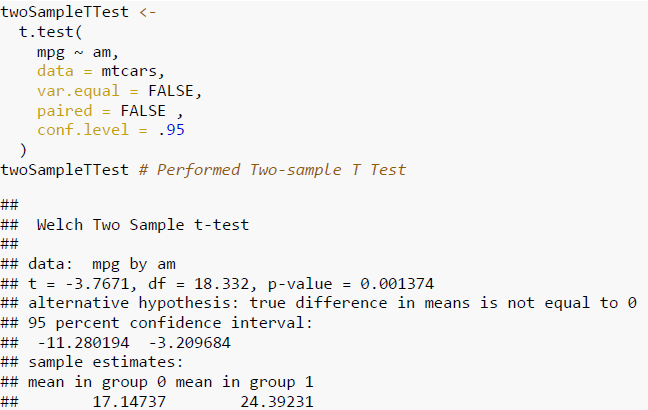 twoSampleTTest <-
  t.test(
    mpg ~ am,
    data = mtcars,
    var.equal = FALSE,
    paired = FALSE ,
    conf.level = .95
  )
twoSampleTTest # Performed Two-sample T Test
##
##  Welch Two Sample t-test
##
## data:  mpg by am
## t = -3.7671, df = 18.332, p-value = 0.001374
## alternative hypothesis: true difference in means is not equal to 0
## 95 percent confidence interval:
##  -11.280194  -3.209684
## sample estimates:
## mean in group 0 mean in group 1
##        17.14737        24.39231